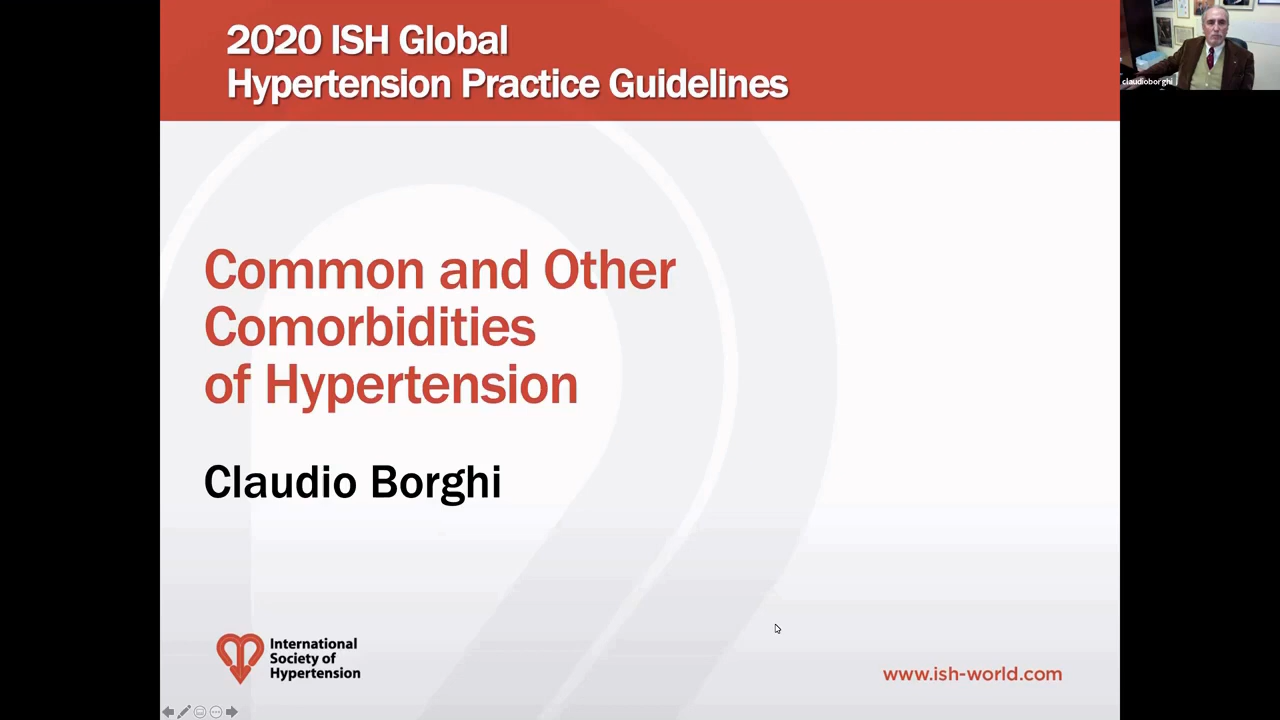 2020 ISH Global
Hypertension Practice Guidelines
claudioborghi
Common and Other
Comorbidities
of Hypertension
Claudio Borghi
International
Society of
Hypertension
www.ish-world.com